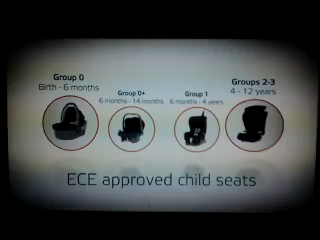 Group 0
Birth - 6 months
Group 0+
6 months - 14 months
Group 1
6 months - 4 years
Groups 2-3
4 - 12 years
ECE approved child seats